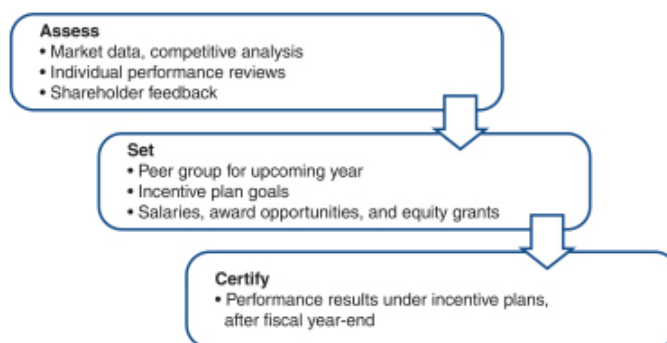 Assess
• Market data, competitive analysis
• Individual performance reviews
• Shareholder feedback
Set
• Peer group for upcoming year
• Incentive plan goals
• Salaries, award opportunities, and equity grants
Certify
• Performance results under incentive plans,
after fiscal year-end